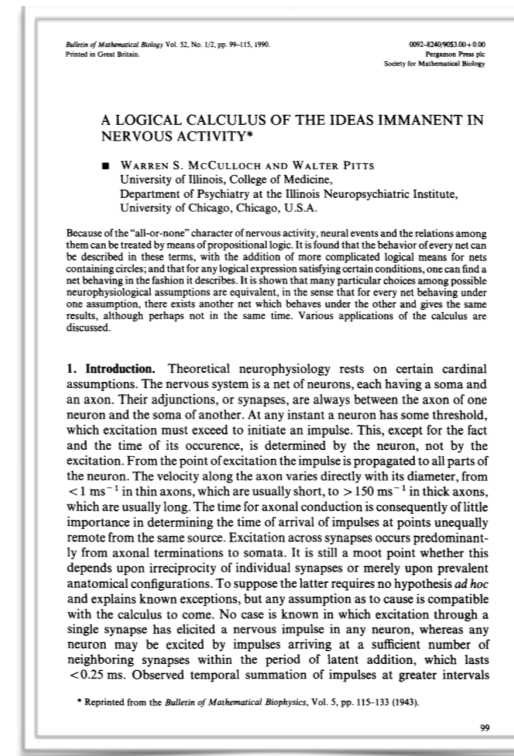 Bulletin of Mathematical Biology Vol. 52, No. 1/2, pp. 99–115, 1990.
Printed in Great Britain.
0092-8240/90$3.00+0.00
Pergamon Press plc
Society for Mathematical Biology
A LOGICAL CALCULUS OF THE IDEAS IMMANENT IN
NERVOUS ACTIVITY*
■ WARREN S. MCCULLOCH AND WALTER PITTS
University of Illinois, College of Medicine,
Department of Psychiatry at the Illinois Neuropsychiatric Institute,
University of Chicago, Chicago, U.S.A.
Because of the “all-or-none” character of nervous activity, neural events and the relations among
them can be treated by means of propositional logic. It is found that the behavior of every net can
be described in these terms, with the addition of more complicated logical means for nets
containing circles; and that for any logical expression satisfying certain conditions, one can find a
net behaving in the fashion it describes. It is shown that many particular choices among possible
neurophysiological assumptions are equivalent, in the sense that for every net behaving under
one assumption, there exists another net which behaves under the other and gives the same
results, although perhaps not in the same time. Various applications of the calculus are
discussed.
1. Introduction. Theoretical neurophysiology rests on certain cardinal
assumptions. The nervous system is a net of neurons, each having a soma and
an axon. Their adjunctions, or synapses, are always between the axon of one
neuron and the soma of another. At any instant a neuron has some threshold,
which excitation must exceed to initiate an impulse. This, except for the fact
and the time of its occurence, is determined by the neuron, not by the
excitation. From the point of excitation the impulse is propagated to all parts of
the neuron. The velocity along the axon varies directly with its diameter, from
<1 ms⁻¹ in thin axons, which are usually short, to >150 ms⁻¹ in thick axons,
which are usually long. The time for axonal conduction is consequently of little
importance in determining the time of arrival of impulses at points unequally
remote from the same source. Excitation across synapses occurs predominant-
ly from axonal terminations to somata. It is still a moot point whether this
depends upon irreciprocity of individual synapses or merely upon prevalent
anatomical configurations. To suppose the latter requires no hypothesis ad hoc
and explains known exceptions, but any assumption as to cause is compatible
with the calculus to come. No case is known in which excitation through a
single synapse has elicited a nervous impulse in any neuron, whereas any
neuron may be excited by impulses arriving at a sufficient number of
neighboring synapses within the period of latent addition, which lasts
<0.25 ms. Observed temporal summation of impulses at greater intervals
* Reprinted from the Bulletin of Mathematical Biophysics, Vol. 5, pp. 115–133 (1943).
99